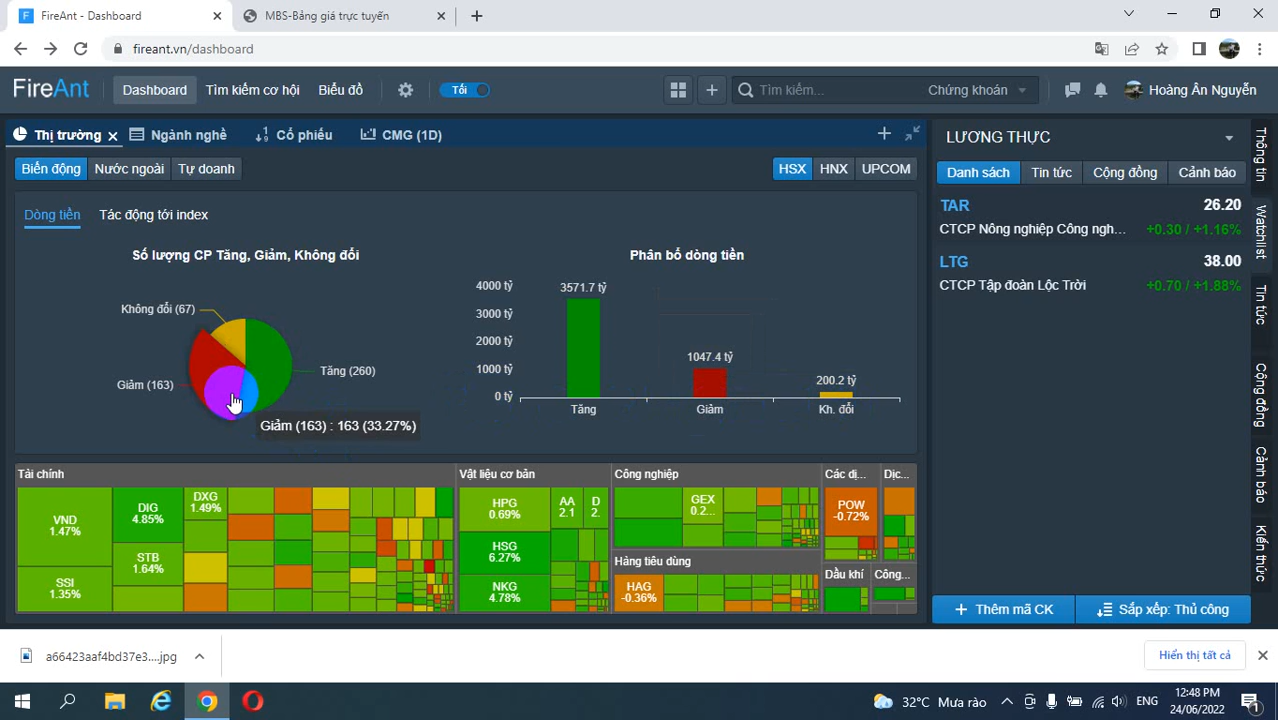 FireAnt - Dashboard
MBS-Bảng giá trực tuyến
fireant.vn/dashboard
FireAnt
Dashboard
Tìm kiếm cơ hội
Biểu đồ
Tối
Tìm kiếm...
Chứng khoán
Hoàng Ân Nguyễn
Thị trường
Ngành nghề
Cổ phiếu
CMG (1D)
Biến động
Nước ngoài
Tự doanh
HSX
HNX
UPCOM
Dòng tiền
Tác động tới index
Số lượng CP Tăng, Giảm, Không đổi
Không đổi (67)
Giảm (163)
Tăng (260)
Giảm (163) : 163 (33.27%)
Phân bố dòng tiền
4000 tỷ
3000 tỷ
2000 tỷ
1000 tỷ
0 tỷ
3571.7 tỷ
1047.4 tỷ
200.2 tỷ
Tăng
Giảm
Kh. đổi
Tài chính
VND
1.47%
SSI
1.35%
DIG
4.85%
STB
1.64%
DXG
1.49%
Vật liệu cơ bản
HPG
0.69%
HSG
6.27%
NKG
4.78%
AA
2.1
D
2.
Công nghiệp
GEX
0.2...
Hàng tiêu dùng
HAG
-0.36%
Các dị...
POW
-0.72%
Dịc...
Dầu khí
Công...
LƯƠNG THỰC
Danh sách
Tin tức
Cộng đồng
Cảnh báo
TAR
26.20
CTCP Nông nghiệp Công ngh...
+0.30 / +1.16%
LTG
38.00
CTCP Tập đoàn Lộc Trời
+0.70 / +1.88%
Thêm mã CK
Sắp xếp: Thủ công
Thông tin
Watchlist
Tin tức
Cộng đồng
Cảnh báo
Kiến thức
a66423aaf4bd37e3....jpg
Hiển thị tất cả
32°C
Mưa rào
ENG
12:48 PM
24/06/2022
1